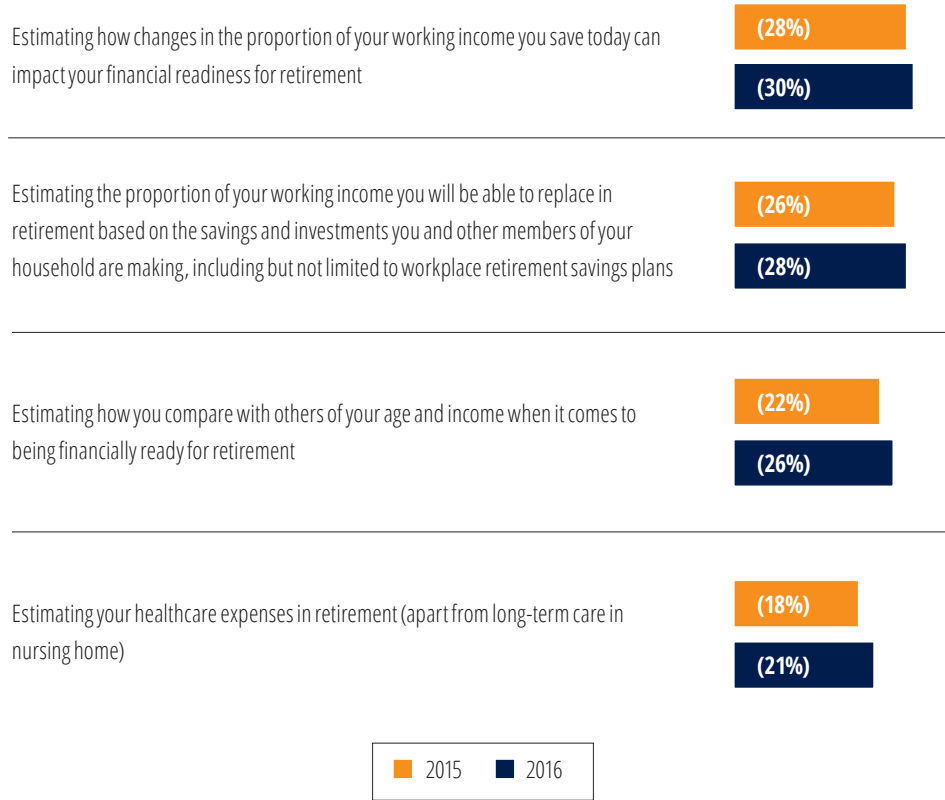 Estimating how changes in the proportion of your working income you save today can
impact your financial readiness for retirement
(28%)
(30%)
Estimating the proportion of your working income you will be able to replace in
retirement based on the savings and investments you and other members of your
household are making, including but not limited to workplace retirement savings plans
(26%)
(28%)
Estimating how you compare with others of your age and income when it comes to
being financially ready for retirement
(22%)
(26%)
Estimating your healthcare expenses in retirement (apart from long-term care in
nursing home)
(18%)
(21%)
2015 2016